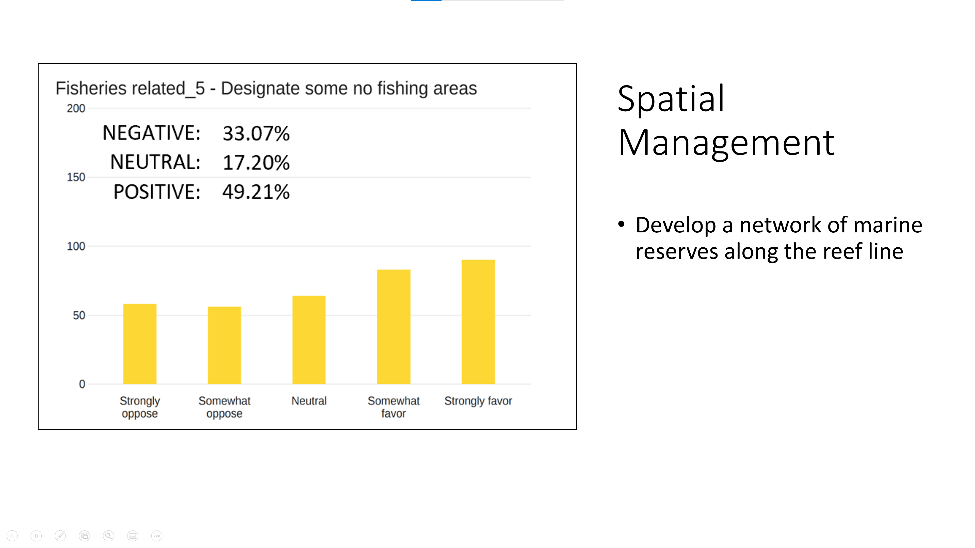 Fisheries related_5 - Designate some no fishing areas
200
NEGATIVE: 33.07%
NEUTRAL: 17.20%
150
POSITIVE: 49.21%
100
50
0
Strongly oppose
Somewhat oppose
Neutral
Somewhat favor
Strongly favor
Spatial
Management
• Develop a network of marine
reserves along the reef line